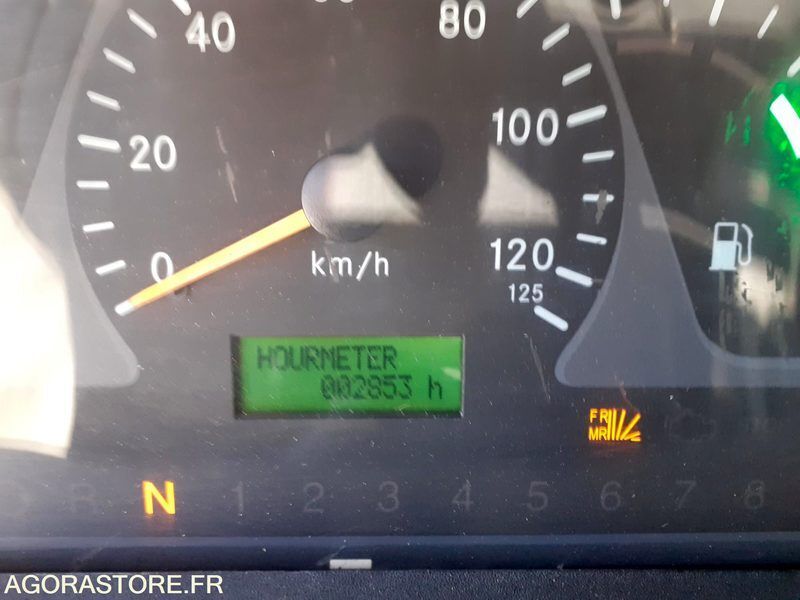 40
80
20
100
0
km/h
120
125
HOURMETER
002853 h
FR
MR
R N 1 2 3 4 5 6 7 8
AGORASTORE.FR